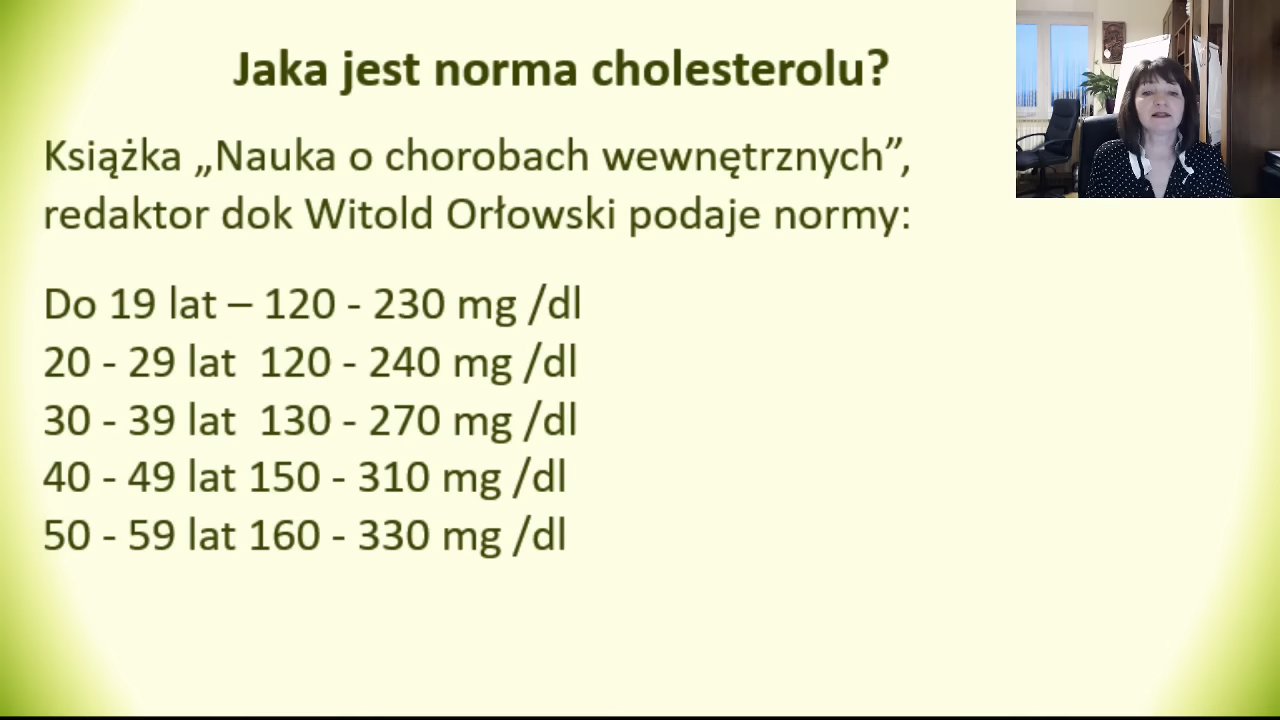 Jaka jest norma cholesterolu?
Książka „Nauka o chorobach wewnętrznych”,
redaktor dok Witold Orłowski podaje normy:
Do 19 lat – 120 - 230 mg /dl
20 - 29 lat  120 - 240 mg /dl
30 - 39 lat  130 - 270 mg /dl
40 - 49 lat 150 - 310 mg /dl
50 - 59 lat 160 - 330 mg /dl